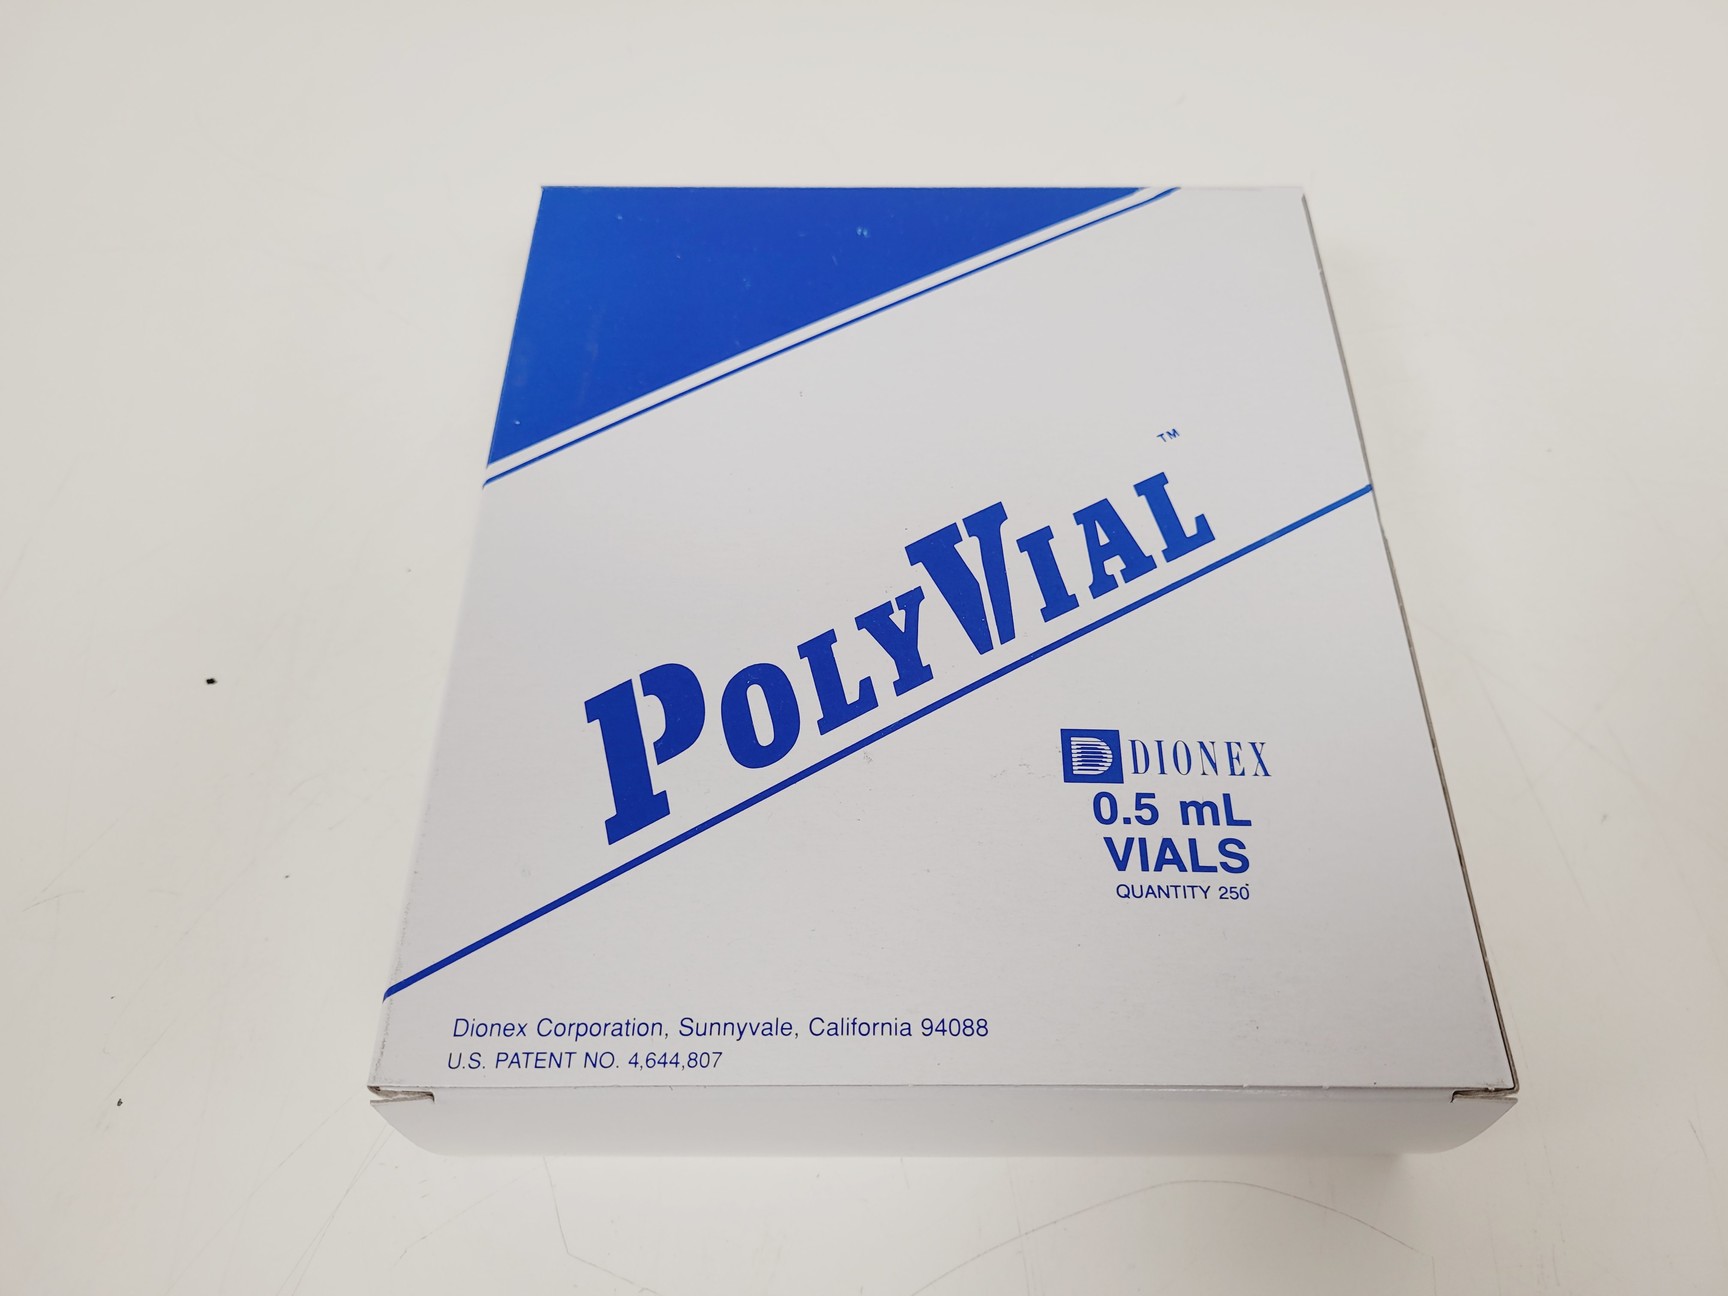 POLYVIAL™
DIONEX
0.5 mL
VIALS
QUANTITY 250
Dionex Corporation, Sunnyvale, California 94088
U.S. PATENT NO. 4,644,807